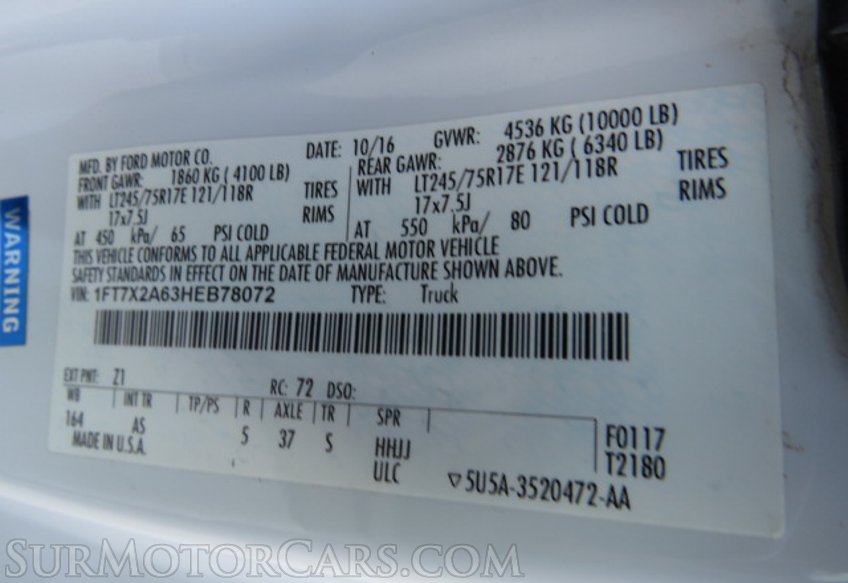 WARNING
MFD. BY FORD MOTOR CO. DATE: 10/16 GVWR: 4536 KG (10000 LB)
FRONT GAWR: 1860 KG ( 4100 LB) REAR GAWR: 2876 KG ( 6340 LB)
WITH LT245/75R17E 121/118R TIRES WITH LT245/75R17E 121/118R TIRES
17x7.5J RIMS 17x7.5J RIMS
AT 450 kPa/ 65 PSI COLD AT 550 kPa/ 80 PSI COLD
THIS VEHICLE CONFORMS TO ALL APPLICABLE FEDERAL MOTOR VEHICLE
SAFETY STANDARDS IN EFFECT ON THE DATE OF MANUFACTURE SHOWN ABOVE.
VIN: 1FT7X2A63HEB78072 TYPE: Truck
EXT PNT: Z1 RC: 72 DSO:
WB INT TR TP/PS R AXLE TR SPR
164 AS 5 37 S HHJJ F0117
MADE IN U.S.A. ULC T2180
▽5U5A-3520472-AA
SURMOTORCARS.COM